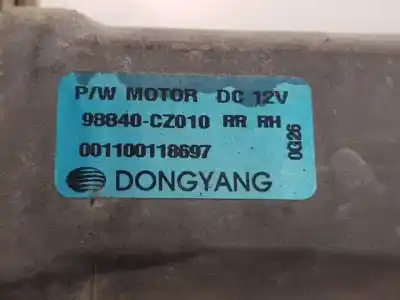 P/W MOTOR DC 12V
98840-CZ010 RR RH
001100118697
0G26
DONGYANG